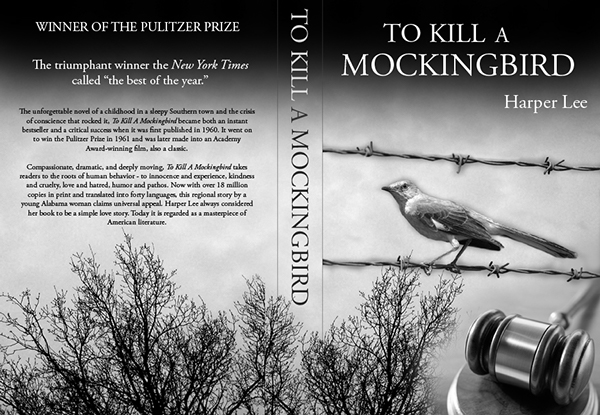 WINNER OF THE PULITZER PRIZE
The triumphant winner the New York Times
called “the best of the year.”
The unforgettable novel of a childhood in a sleepy Southern town and the crisis
of conscience that rocked it, To Kill A Mockingbird became both an instant
bestseller and a critical success when it was first published in 1960. It went on
to win the Pulitzer Prize in 1961 and was later made into an Academy
Award-winning film, also a classic.
Compassionate, dramatic, and deeply moving, To Kill A Mockingbird takes
readers to the roots of human behavior - to innocence and experience, kindness
and cruelty, love and hatred, humor and pathos. Now with over 18 million
copies in print and translated into forty languages, this regional story by a
young Alabama woman claims universal appeal. Harper Lee always considered
her book to be a simple love story. Today it is regarded as a masterpiece of
American literature.
TO KILL A MOCKINGBIRD
TO KILL A
MOCKINGBIRD
Harper Lee